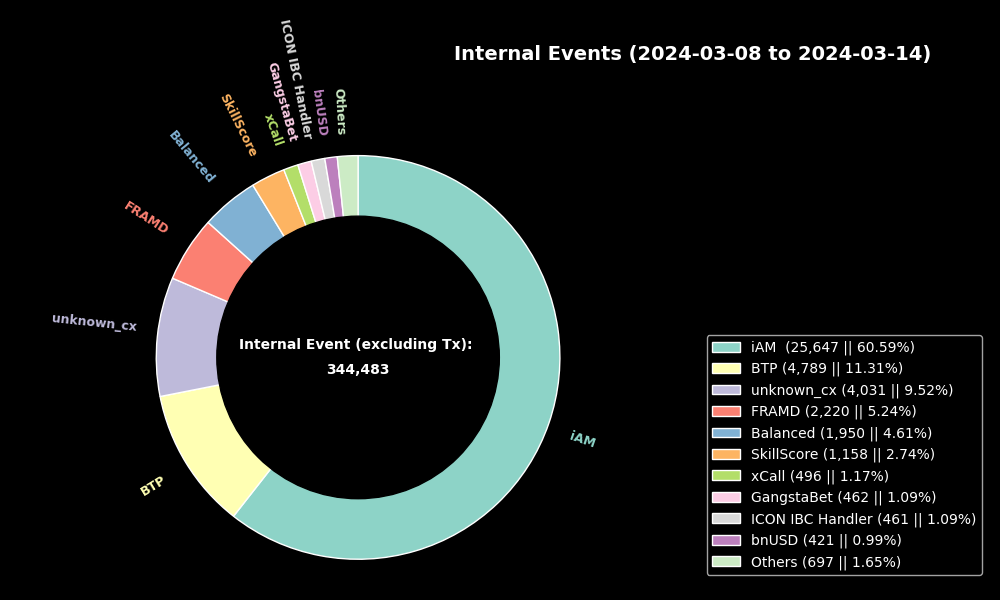 Internal Events (2024-03-08 to 2024-03-14)
ICON IBC Handler
GangstaBet
bnUSD
Others
SkillScore
xCall
Balanced
FRAMD
unknown_cx
BTP
iAM
Internal Event (excluding Tx):
344,483
iAM  (25,647 || 60.59%)
BTP (4,789 || 11.31%)
unknown_cx (4,031 || 9.52%)
FRAMD (2,220 || 5.24%)
Balanced (1,950 || 4.61%)
SkillScore (1,158 || 2.74%)
xCall (496 || 1.17%)
GangstaBet (462 || 1.09%)
ICON IBC Handler (461 || 1.09%)
bnUSD (421 || 0.99%)
Others (697 || 1.65%)